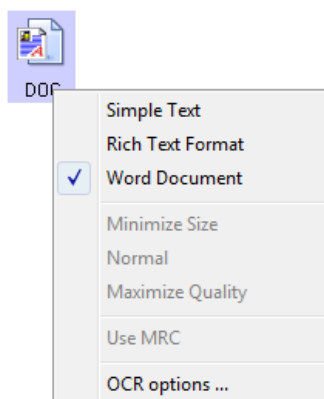 DOC
Simple Text
Rich Text Format
Word Document
Minimize Size
Normal
Maximize Quality
Use MRC
OCR options ...